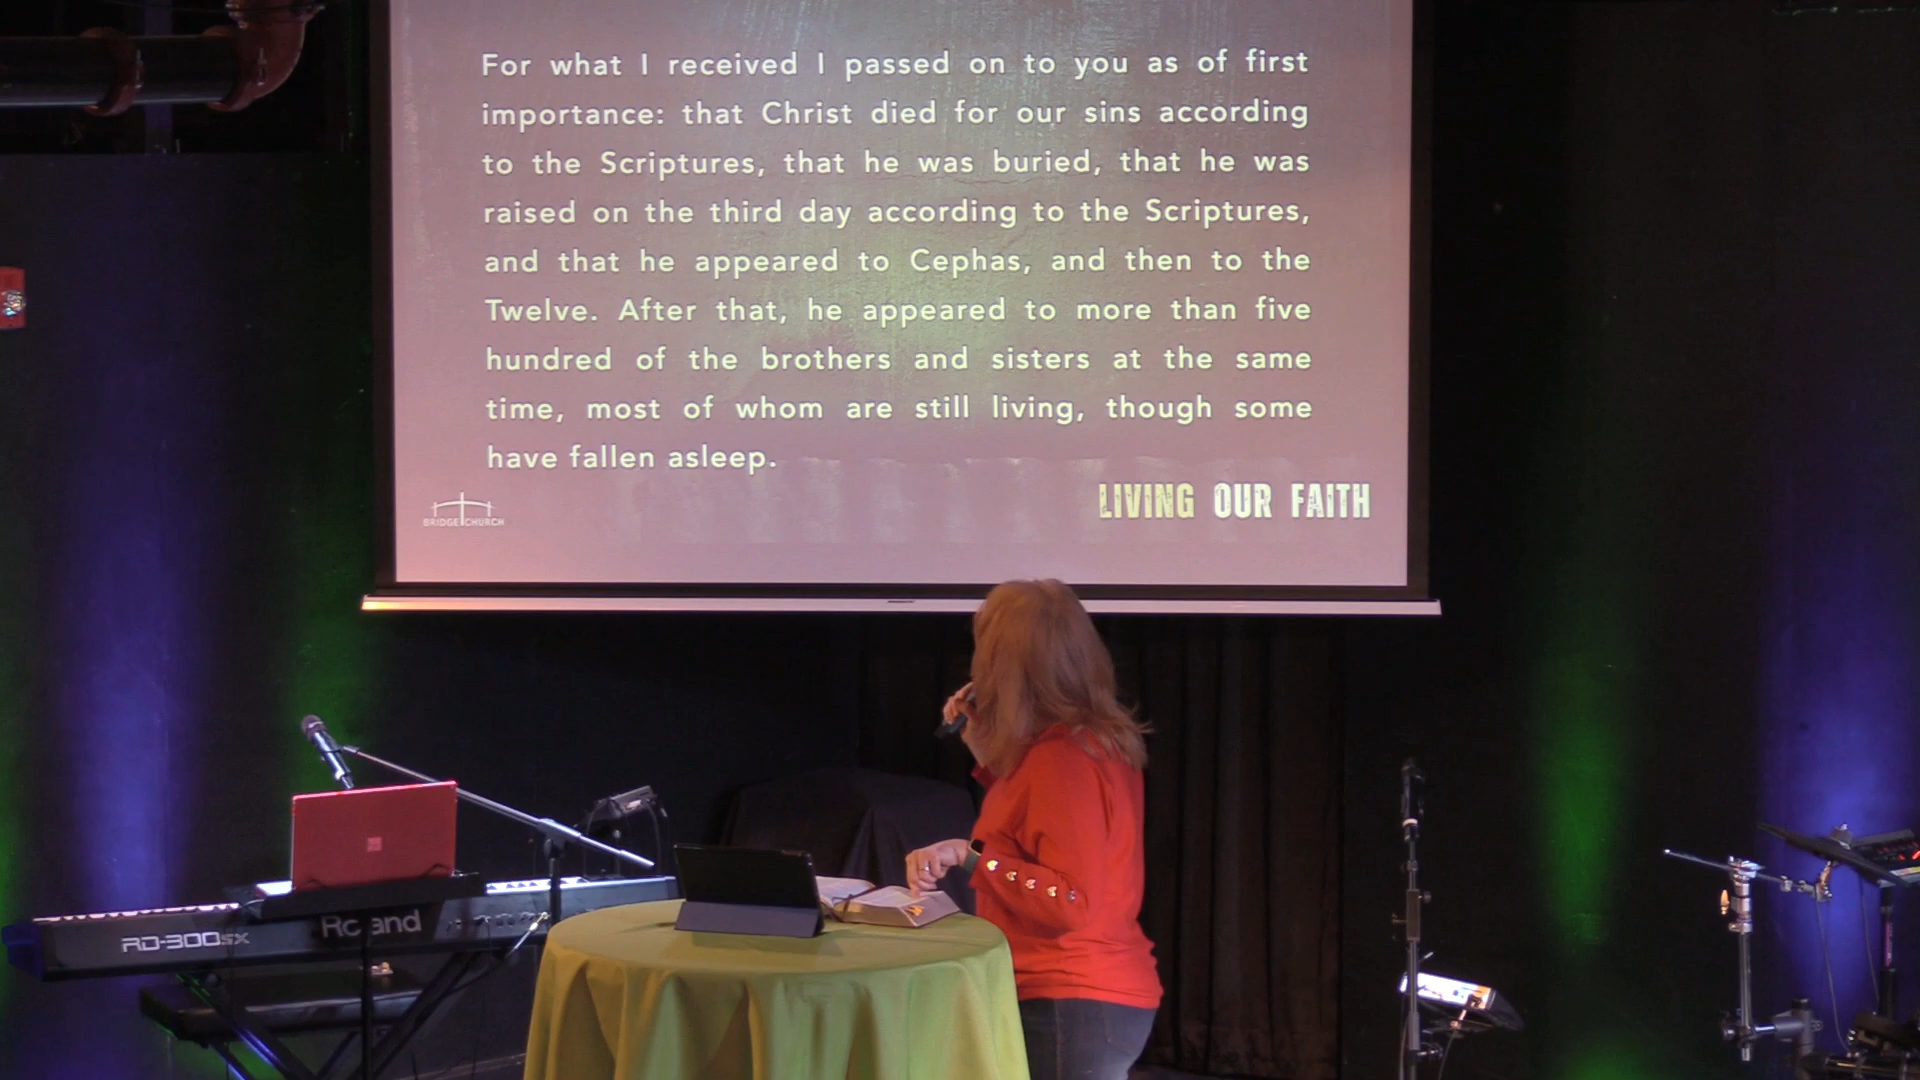 For what I received I passed on to you as of first
importance: that Christ died for our sins according
to the Scriptures, that he was buried, that he was
raised on the third day according to the Scriptures,
and that he appeared to Cephas, and then to the
Twelve. After that, he appeared to more than five
hundred of the brothers and sisters at the same
time, most of whom are still living, though some
have fallen asleep.
BRIDGE CHURCH
LIVING OUR FAITH
RD-300SX
Roland